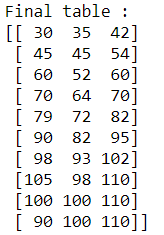 Final table :
[[ 30  35  42]
 [ 45  45  54]
 [ 60  52  60]
 [ 70  64  70]
 [ 79  72  82]
 [ 90  82  95]
 [ 98  93 102]
 [105  98 110]
 [100 100 110]
 [ 90 100 110]]